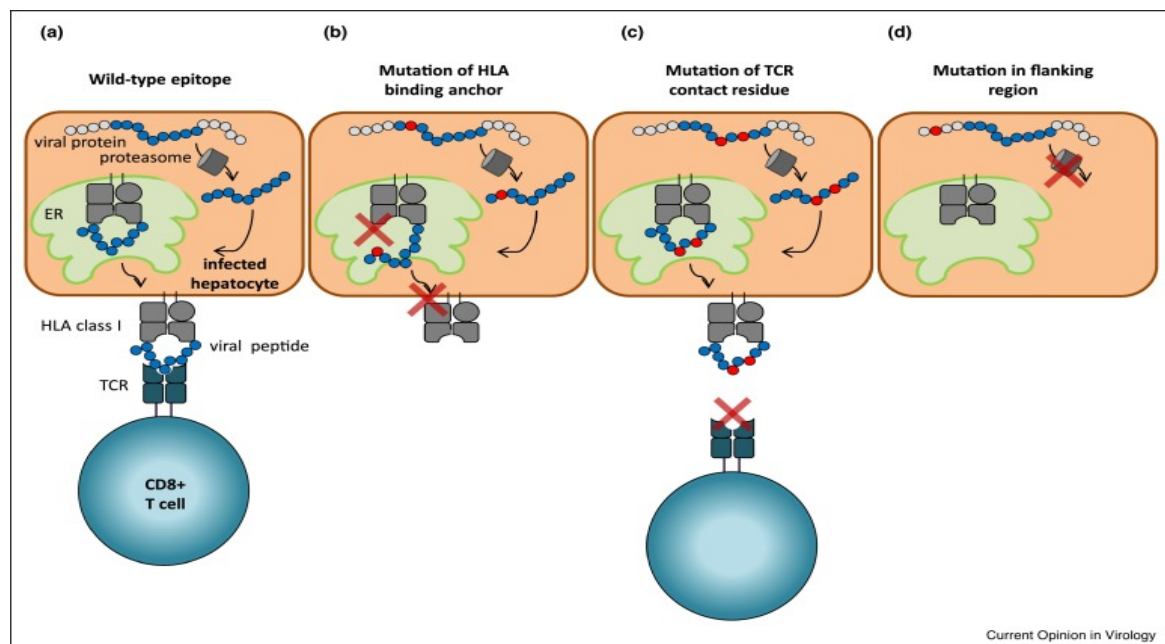 (a)
Wild-type epitope
viral protein
proteasome
ER
infected
hepatocyte
HLA class I
viral peptide
TCR
CD8+
T cell
(b)
Mutation of HLA
binding anchor
(c)
Mutation of TCR
contact residue
(d)
Mutation in flanking
region
Current Opinion in Virology